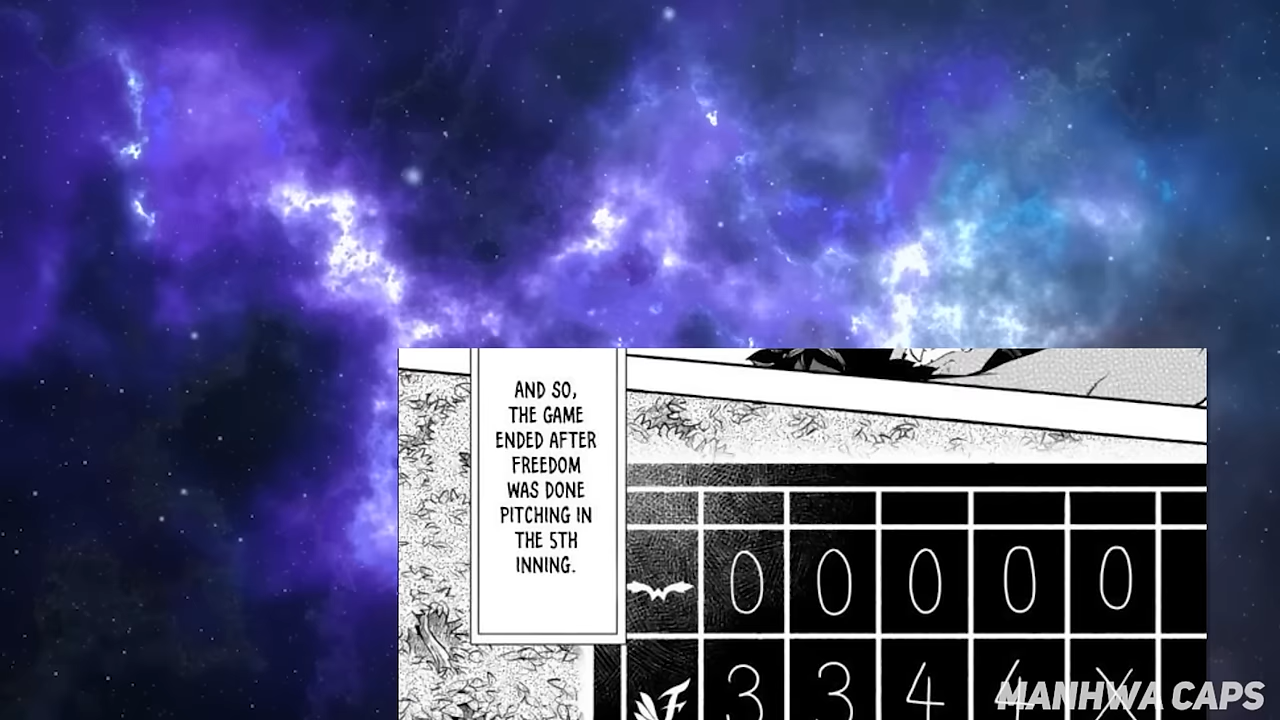 AND SO,
THE GAME
ENDED AFTER
FREEDOM
WAS DONE
PITCHING IN
THE 5TH
INNING.
0 0 0 0 0
F 3 3 4 4 X
MANHWA CAPS